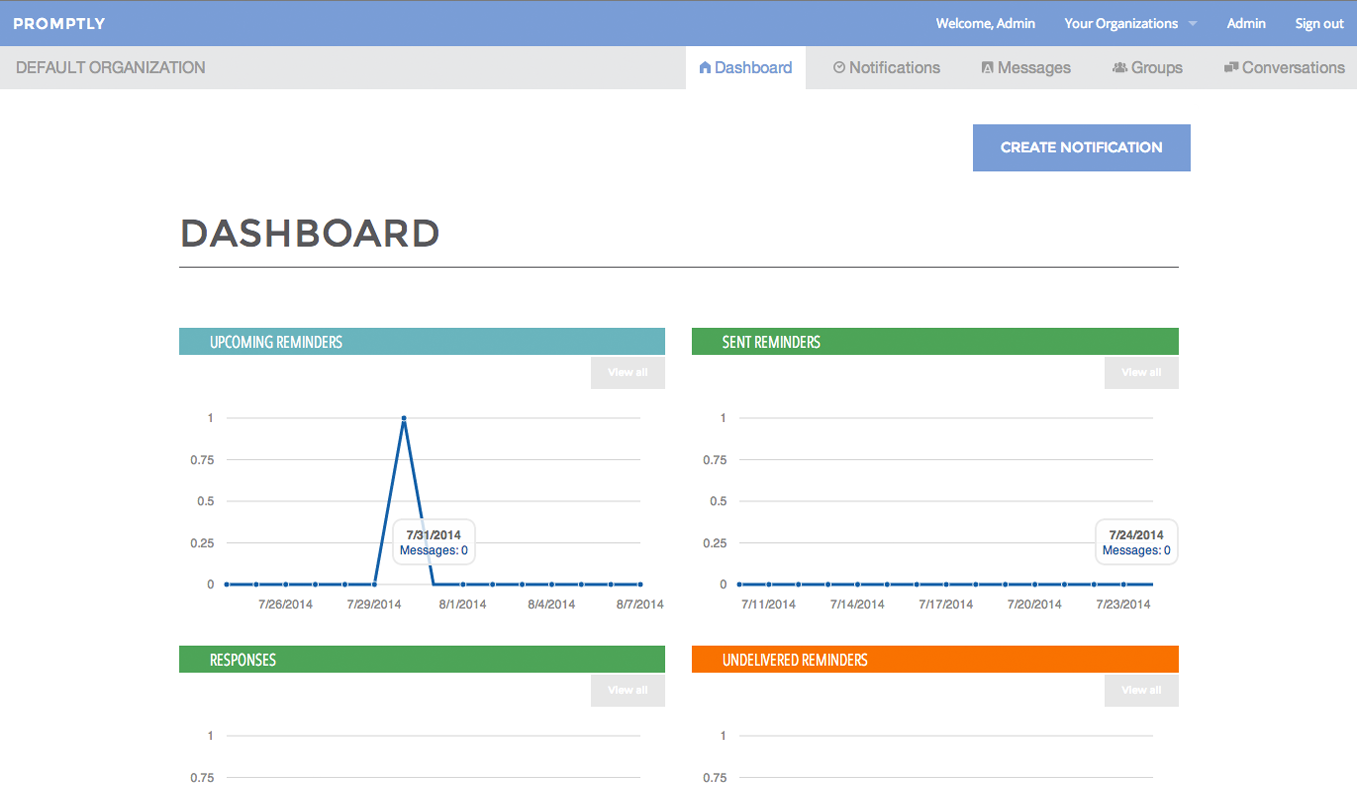 PROMPTLY Welcome, Admin Your Organizations Admin Sign out
DEFAULT ORGANIZATION Dashboard Notifications Messages Groups Conversations
CREATE NOTIFICATION
DASHBOARD
UPCOMING REMINDERS
View all
1
0.75
0.5
0.25
0
7/31/2014
Messages: 0
7/26/2014 7/29/2014 8/1/2014 8/4/2014 8/7/2014
SENT REMINDERS
View all
1
0.75
0.5
0.25
0
7/24/2014
Messages: 0
7/11/2014 7/14/2014 7/17/2014 7/20/2014 7/23/2014
RESPONSES
View all
1
0.75
UNDELIVERED REMINDERS
View all
1
0.75